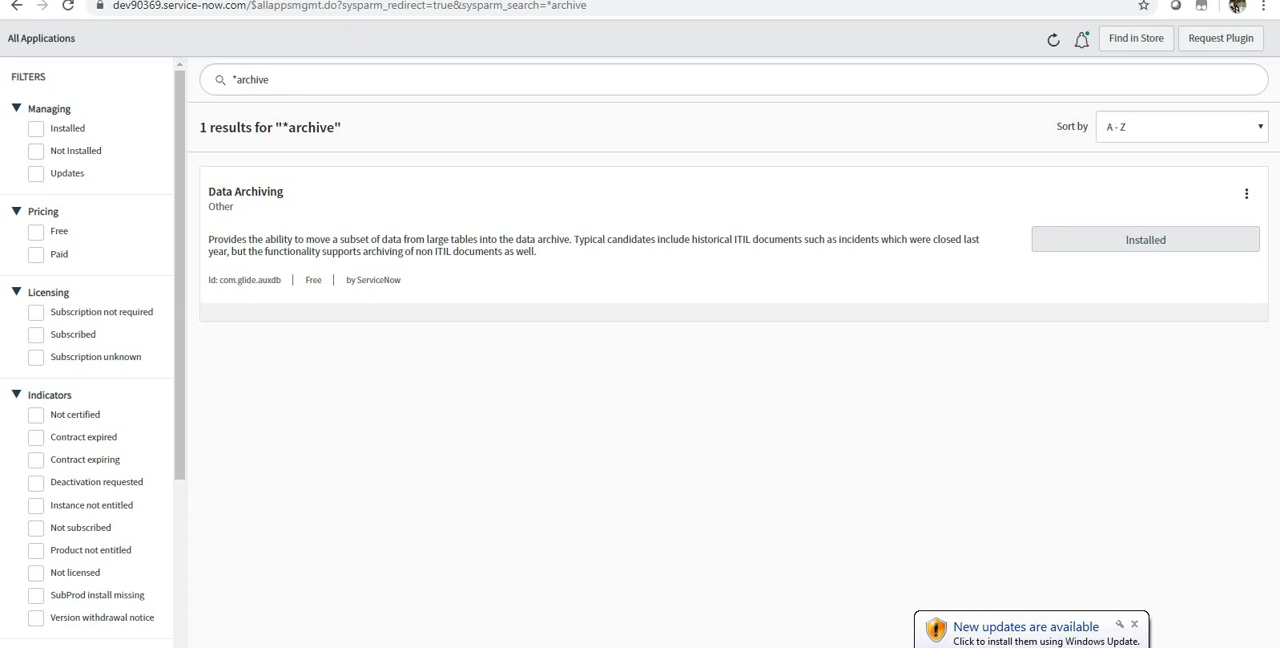 dev90369.service-now.com/$allappsmgmt.do?sysparm_redirect=true&sysparm_search=*archive
All Applications
Find in Store
Request Plugin
FILTERS
Managing
Installed
Not Installed
Updates
Pricing
Free
Paid
Licensing
Subscription not required
Subscribed
Subscription unknown
Indicators
Not certified
Contract expired
Contract expiring
Deactivation requested
Instance not entitled
Not subscribed
Product not entitled
Not licensed
SubProd install missing
Version withdrawal notice
*archive
1 results for "*archive"
Sort by
A - Z
Data Archiving
Other
Provides the ability to move a subset of data from large tables into the data archive. Typical candidates include historical ITIL documents such as incidents which were closed last
year, but the functionality supports archiving of non ITIL documents as well.
Installed
Id: com.glide.auxdb | Free | by ServiceNow
New updates are available
Click to install them using Windows Update.